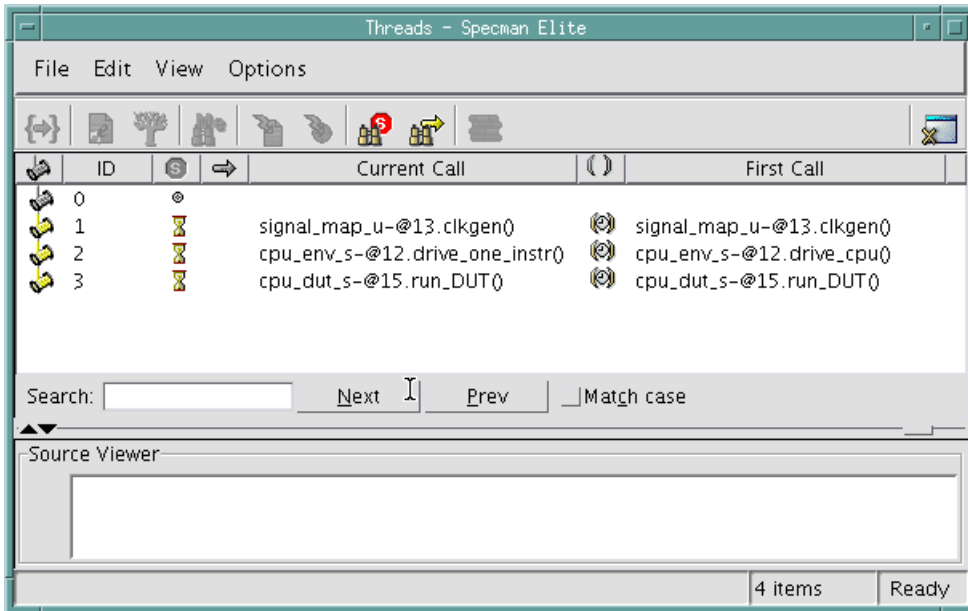 Threads - Specman Elite
File Edit View Options
ID S Current Call First Call
0
1 signal_map_u-@13.clkgen() signal_map_u-@13.clkgen()
2 cpu_env_s-@12.drive_one_instr() cpu_env_s-@12.drive_cpu()
3 cpu_dut_s-@15.run_DUT() cpu_dut_s-@15.run_DUT()
Search: Next Prev Match case
Source Viewer
4 items Ready